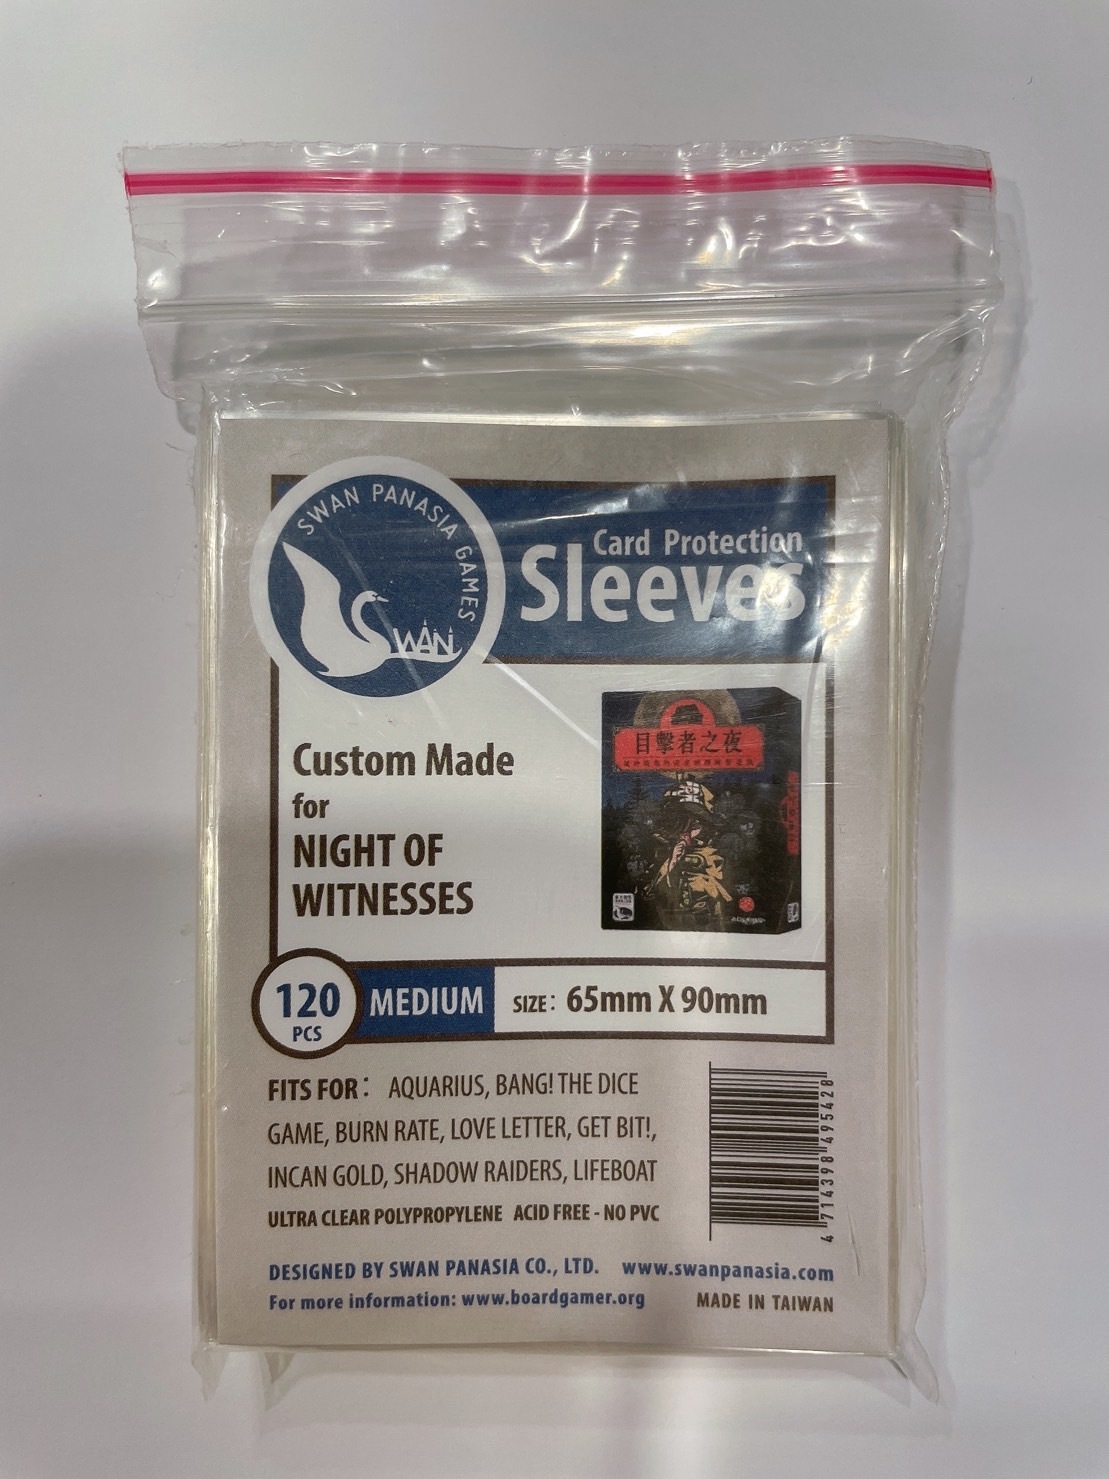 SWAN PANASIA GAMES
SWAN
Card Protection
Sleeves
Custom Made
for
NIGHT OF
WITNESSES
目擊者之夜
120
PCS
MEDIUM
SIZE: 65mm X 90mm
FITS FOR: AQUARIUS, BANG! THE DICE
GAME, BURN RATE, LOVE LETTER, GET BIT!,
INCAN GOLD, SHADOW RAIDERS, LIFEBOAT
ULTRA CLEAR POLYPROPYLENE ACID FREE - NO PVC
4 714398 495428
DESIGNED BY SWAN PANASIA CO., LTD. www.swanpanasia.com
For more information: www.boardgamer.org MADE IN TAIWAN